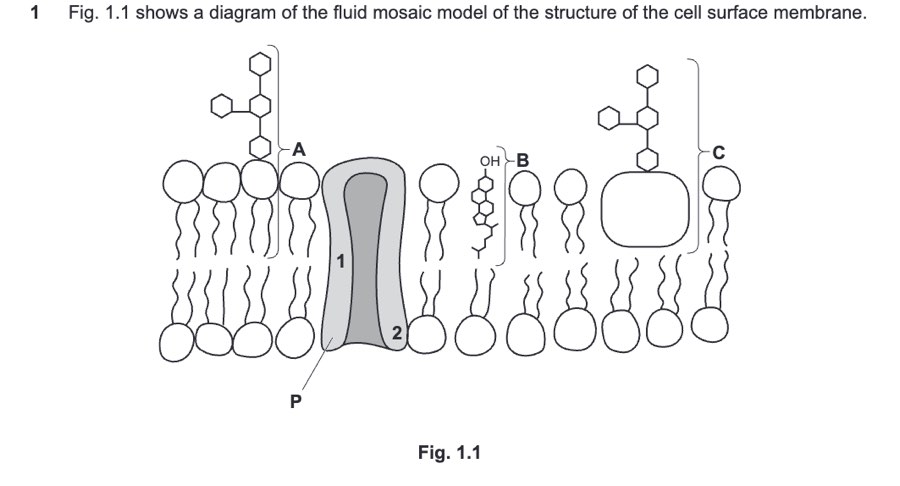 1 Fig. 1.1 shows a diagram of the fluid mosaic model of the structure of the cell surface membrane.
A
OH B
C
1
2
P
Fig. 1.1